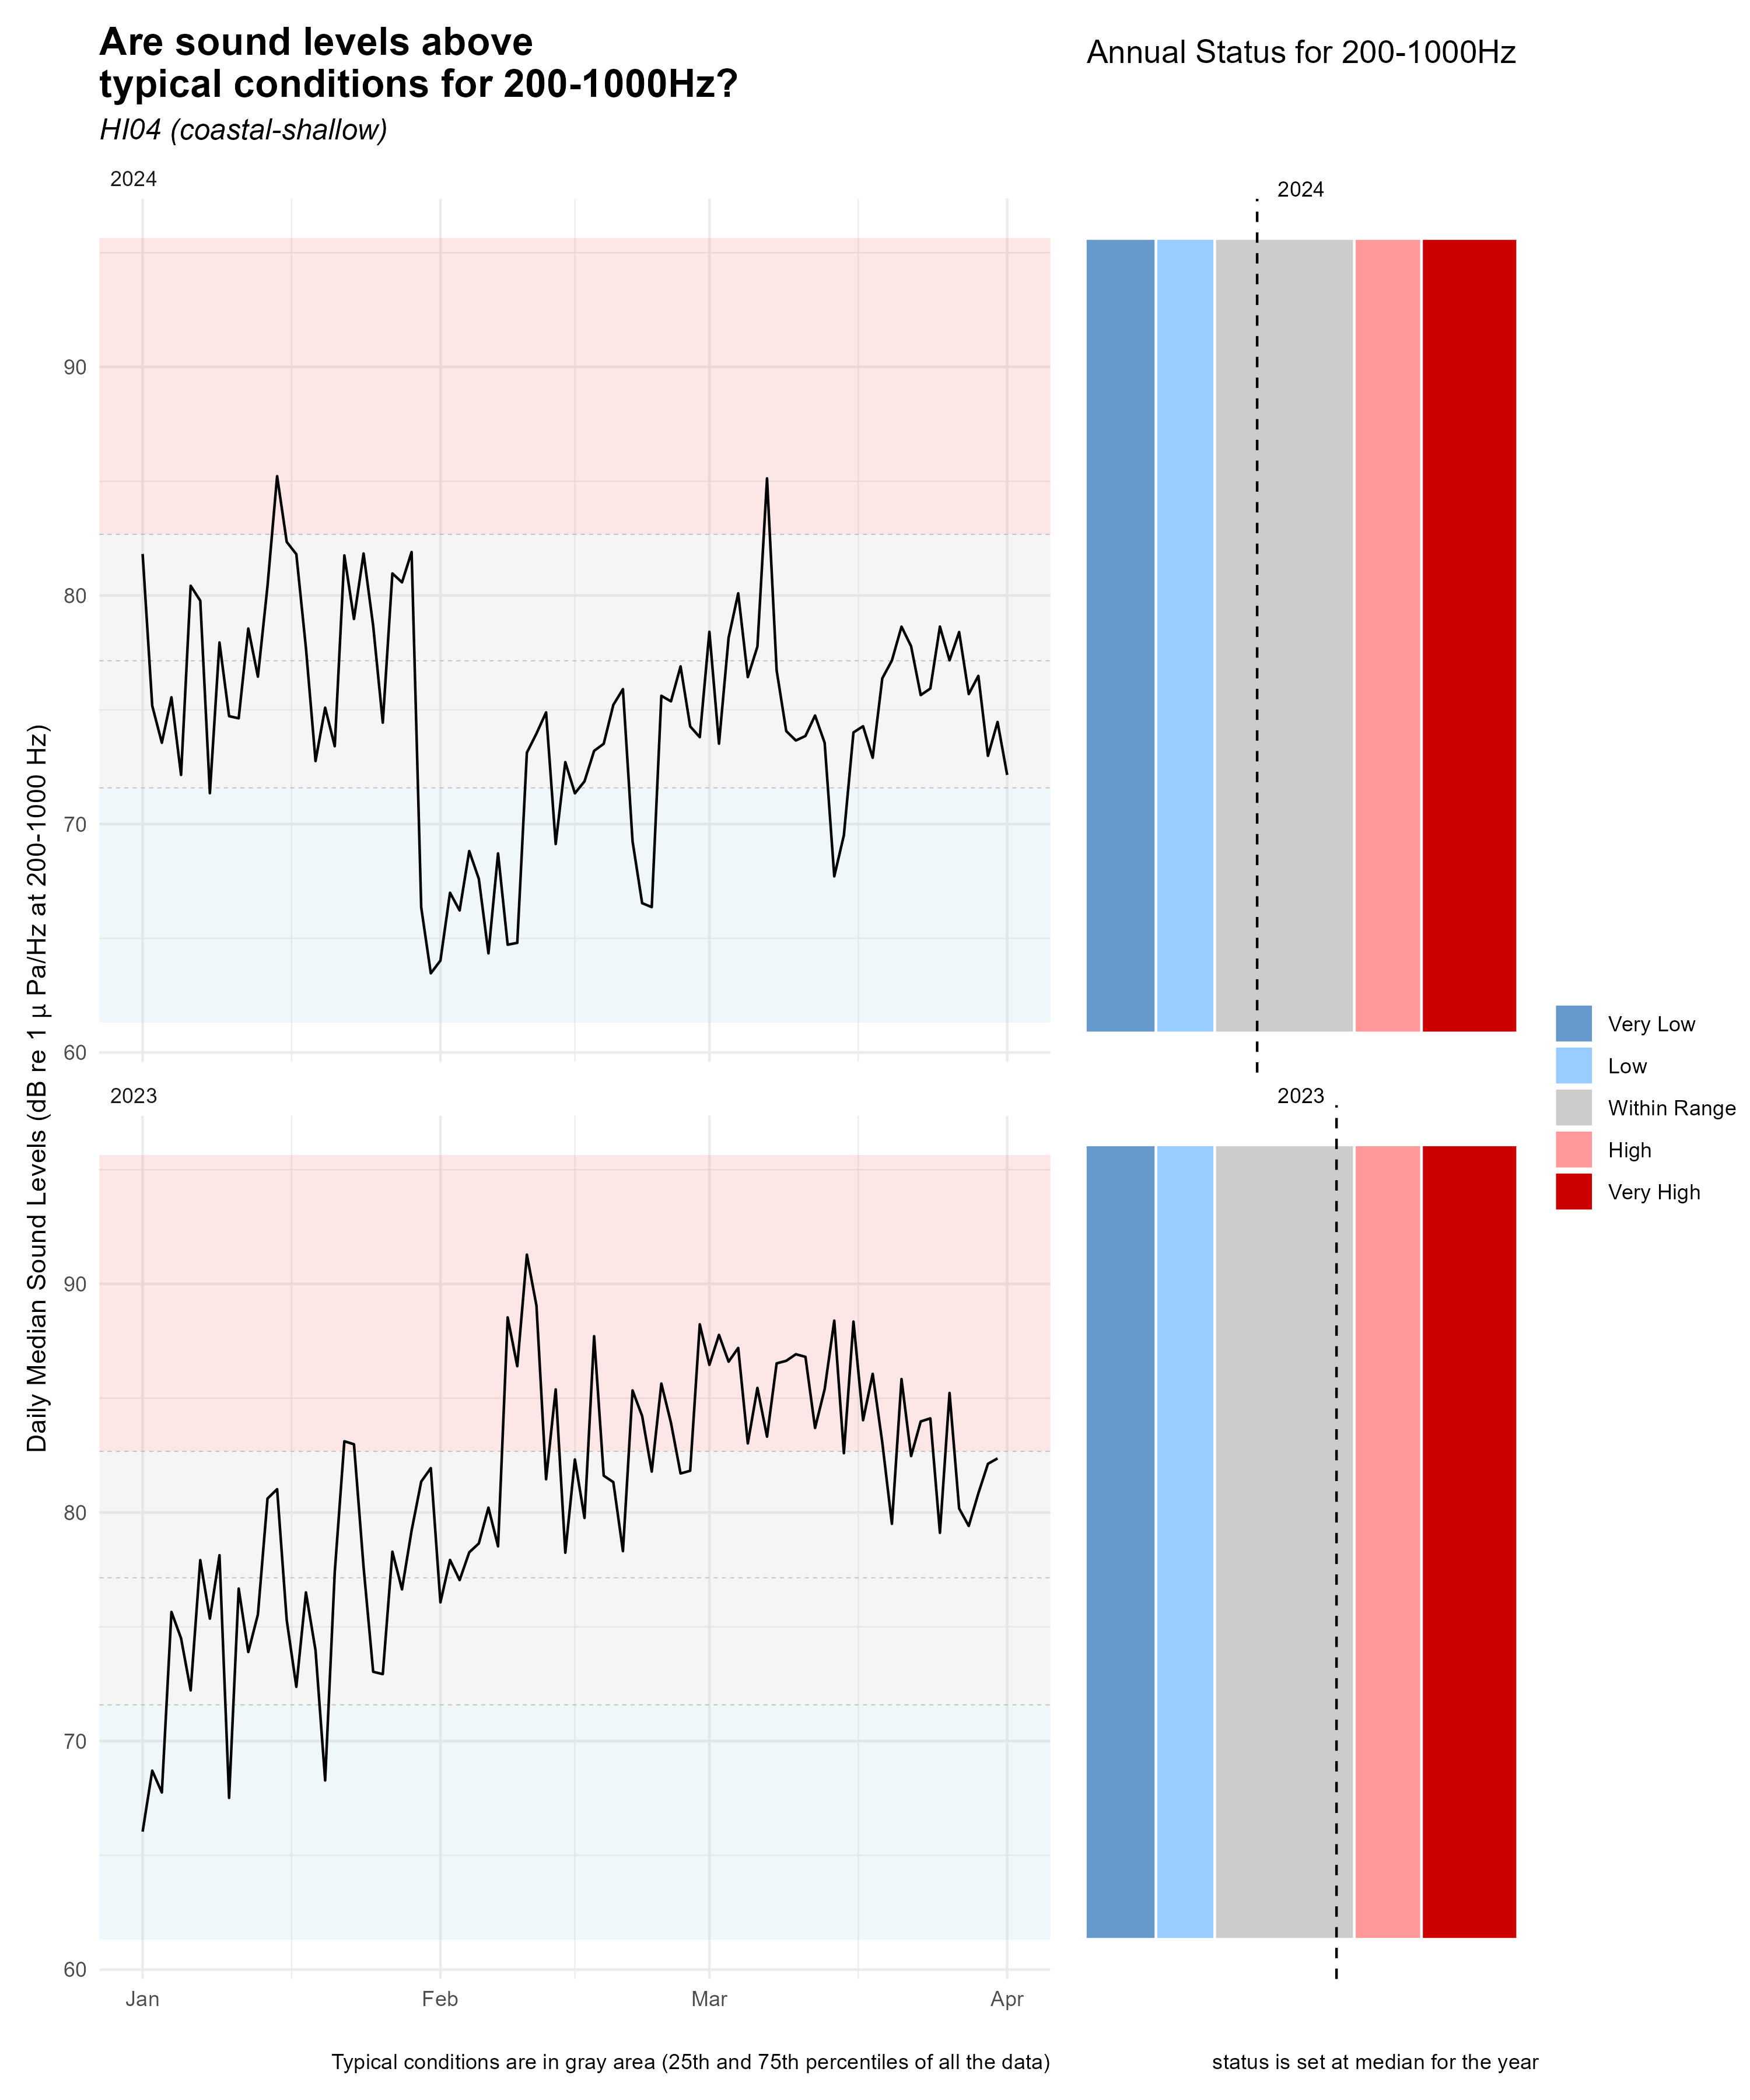 Are sound levels above
typical conditions for 200-1000Hz?
HI04 (coastal-shallow)
Annual Status for 200-1000Hz
2024
90
80
70
60
2024
2023
90
80
70
60
2023
Jan
Feb
Mar
Apr
Daily Median Sound Levels (dB re 1 μ Pa/Hz at 200-1000 Hz)
Very Low
Low
Within Range
High
Very High
Typical conditions are in gray area (25th and 75th percentiles of all the data)
status is set at median for the year